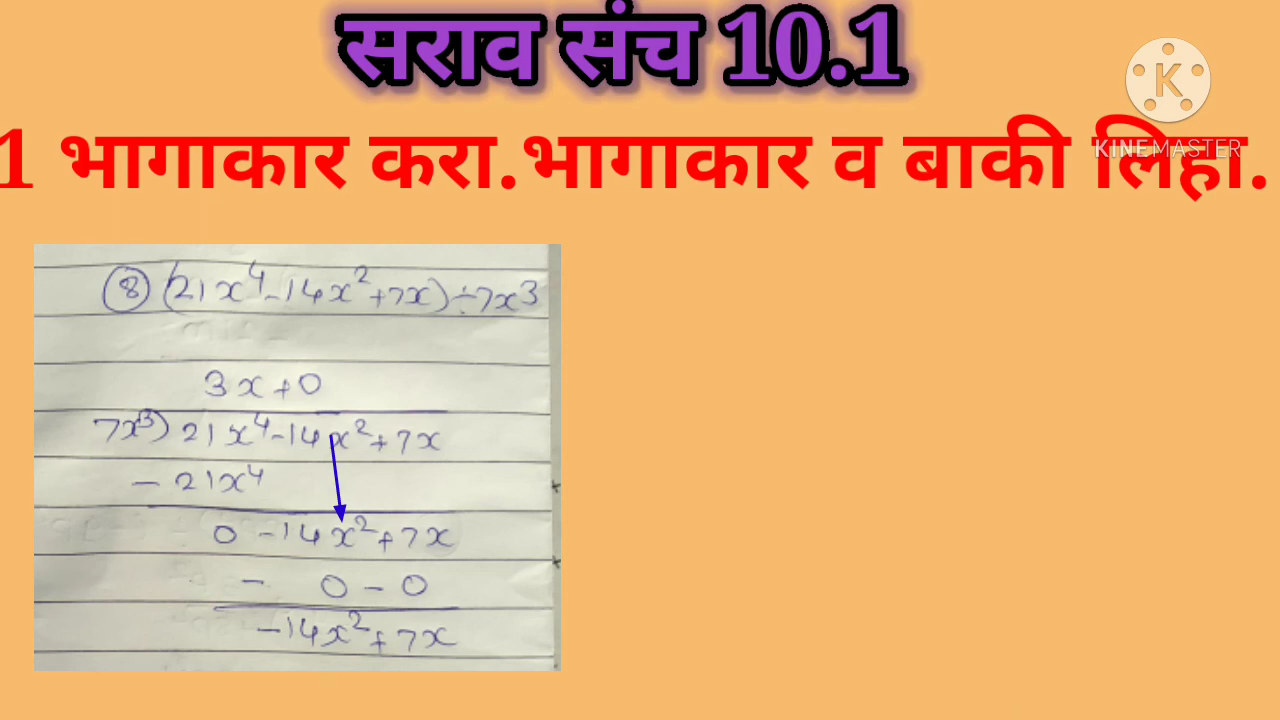 सराव संच 10.1
K
KINEMASTER
1 भागाकार करा.भागाकार व बाकी लिहा.
⑧ (21x⁴-14x²+7x)÷7x³
3x+0
7x³) 21x⁴-14x²+7x
- 21x⁴
0 -14x²+7x
- 0 - 0
-14x²+7x